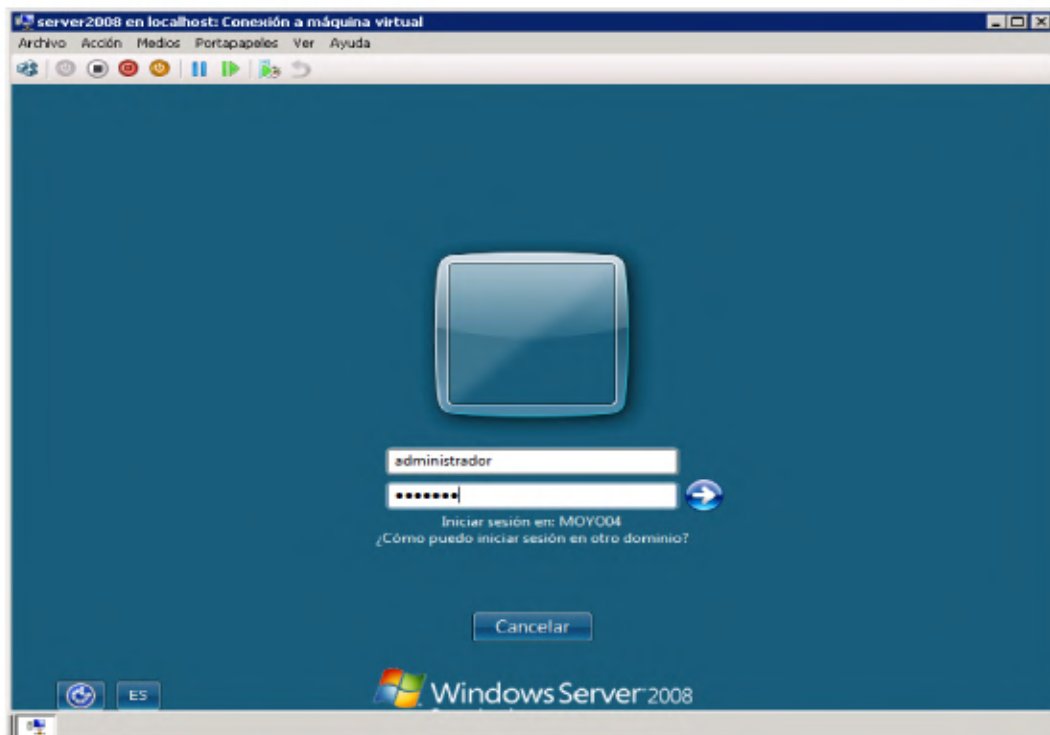 server2008 en localhost: Conexión a máquina virtual
Archivo Acción Medios Portapapeles Ver Ayuda
administrador
Iniciar sesión en: MOYO04
¿Cómo puedo iniciar sesión en otro dominio?
Cancelar
ES
Windows Server 2008